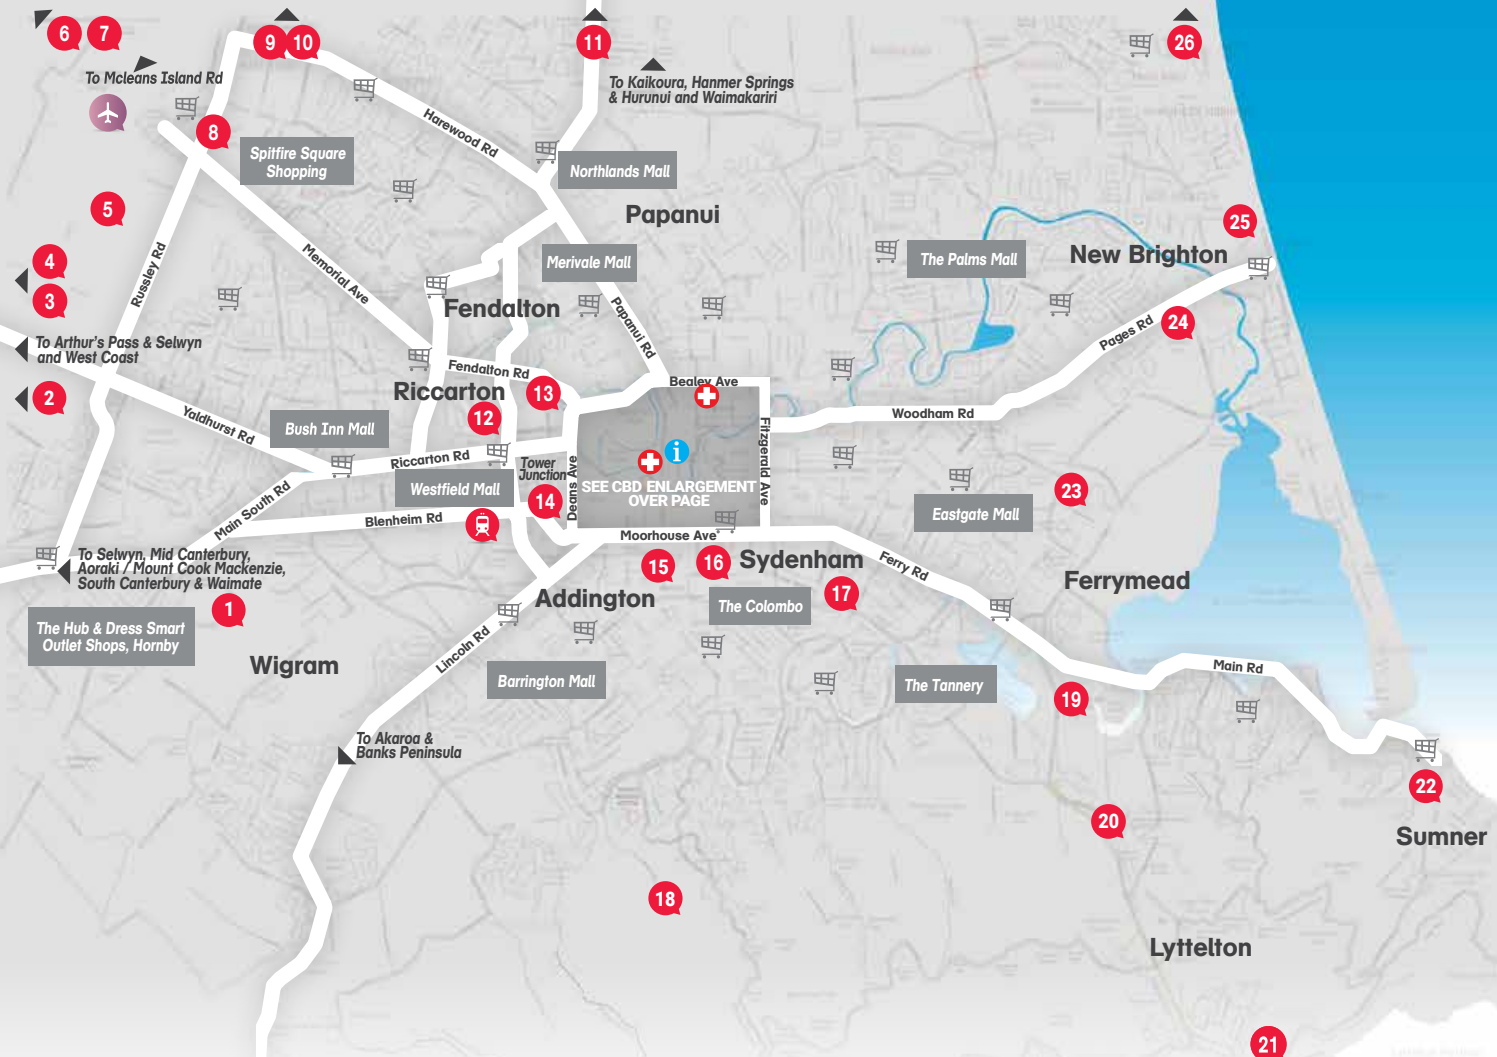 6
7
9
10
11
26
To Mcleans Island Rd
To Kaikoura, Hanmer Springs
& Hurunui and Waimakariri
8
Harewood Rd
Spitfire Square
Shopping
Northlands Mall
5
Papanui
25
4
3
Russley Rd
Memorial Ave
Merivale Mall
The Palms Mall
New Brighton
Fendalton
Papanui Rd
24
Pages Rd
To Arthur's Pass & Selwyn
and West Coast
2
Fendalton Rd
Riccarton
13
12
Bealey Ave
Yaldhurst Rd
Bush Inn Mall
Woodham Rd
Fitzgerald Ave
i
Riccarton Rd
Tower
Junction
Deans Ave
SEE CBD ENLARGEMENT
OVER PAGE
Westfield Mall
14
23
Main South Rd
Blenheim Rd
Eastgate Mall
Moorhouse Ave
To Selwyn, Mid Canterbury,
Aoraki / Mount Cook Mackenzie,
South Canterbury & Waimate
15
16
Sydenham
Ferry Rd
Ferrymead
1
Addington
The Colombo
17
The Hub & Dress Smart
Outlet Shops, Hornby
Wigram
Lincoln Rd
Barrington Mall
The Tannery
Main Rd
19
To Akaroa &
Banks Peninsula
22
20
Sumner
18
Lyttelton
21